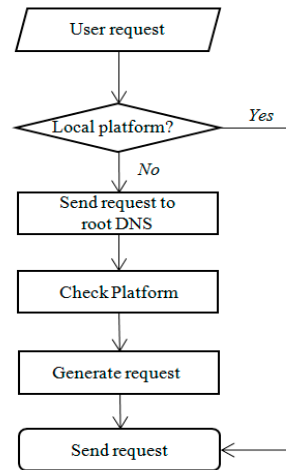 User request
Local platform?
Yes
No
Send request to
root DNS
Check Platform
Generate request
Send request